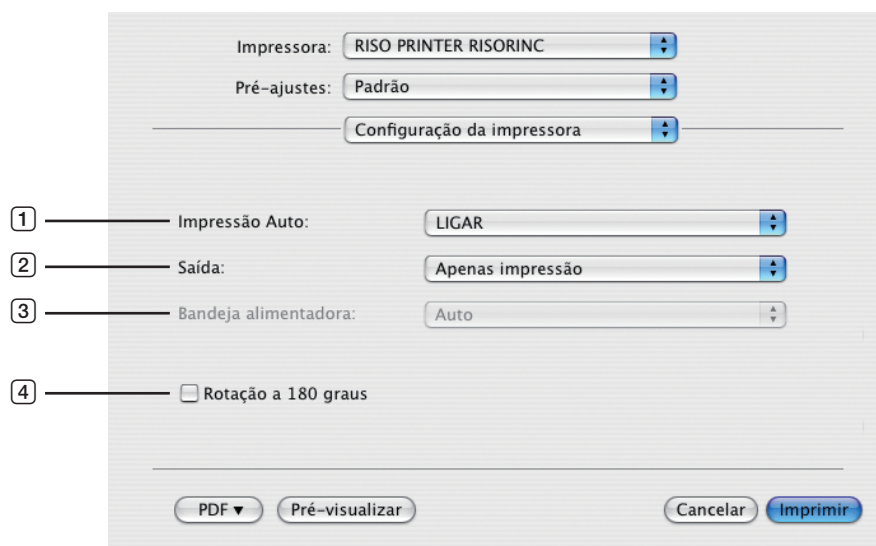 Impressora: RISO PRINTER RISORINC
Pré-ajustes: Padrão
Configuração da impressora
1 Impressão Auto: LIGAR
2 Saída: Apenas impressão
3 Bandeja alimentadora: Auto
4 Rotação a 180 graus
PDF▼ Pré-visualizar Cancelar Imprimir